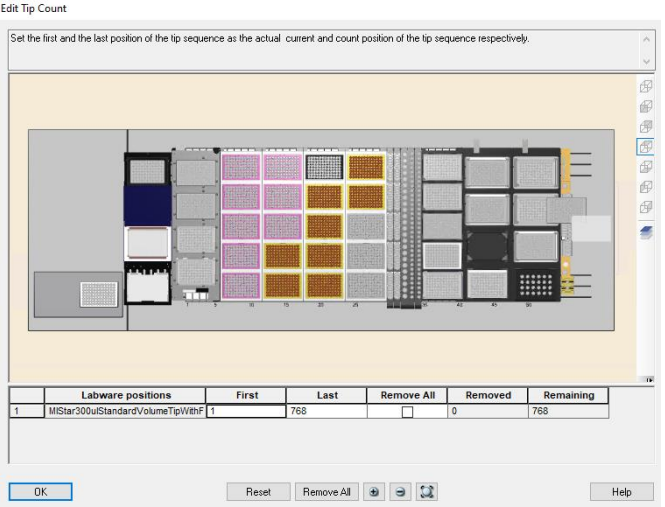 Edit Tip Count
Set the first and the last position of the tip sequence as the actual current and count position of the tip sequence respectively.
1 5 10 15 20 25 30 40 45 50
Labware positions First Last Remove All Removed Remaining
1 MlStar300ulStandardVolumeTipWithF 1 768 0 768
OK Reset Remove All Help